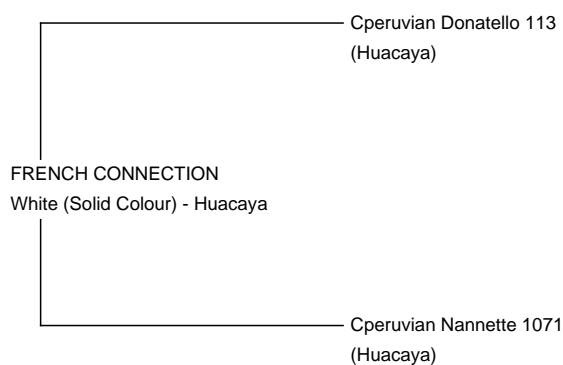 Cperuvian Donatello 113
(Huacaya)
FRENCH CONNECTION
White (Solid Colour) - Huacaya
Cperuvian Nannette 1071
(Huacaya)